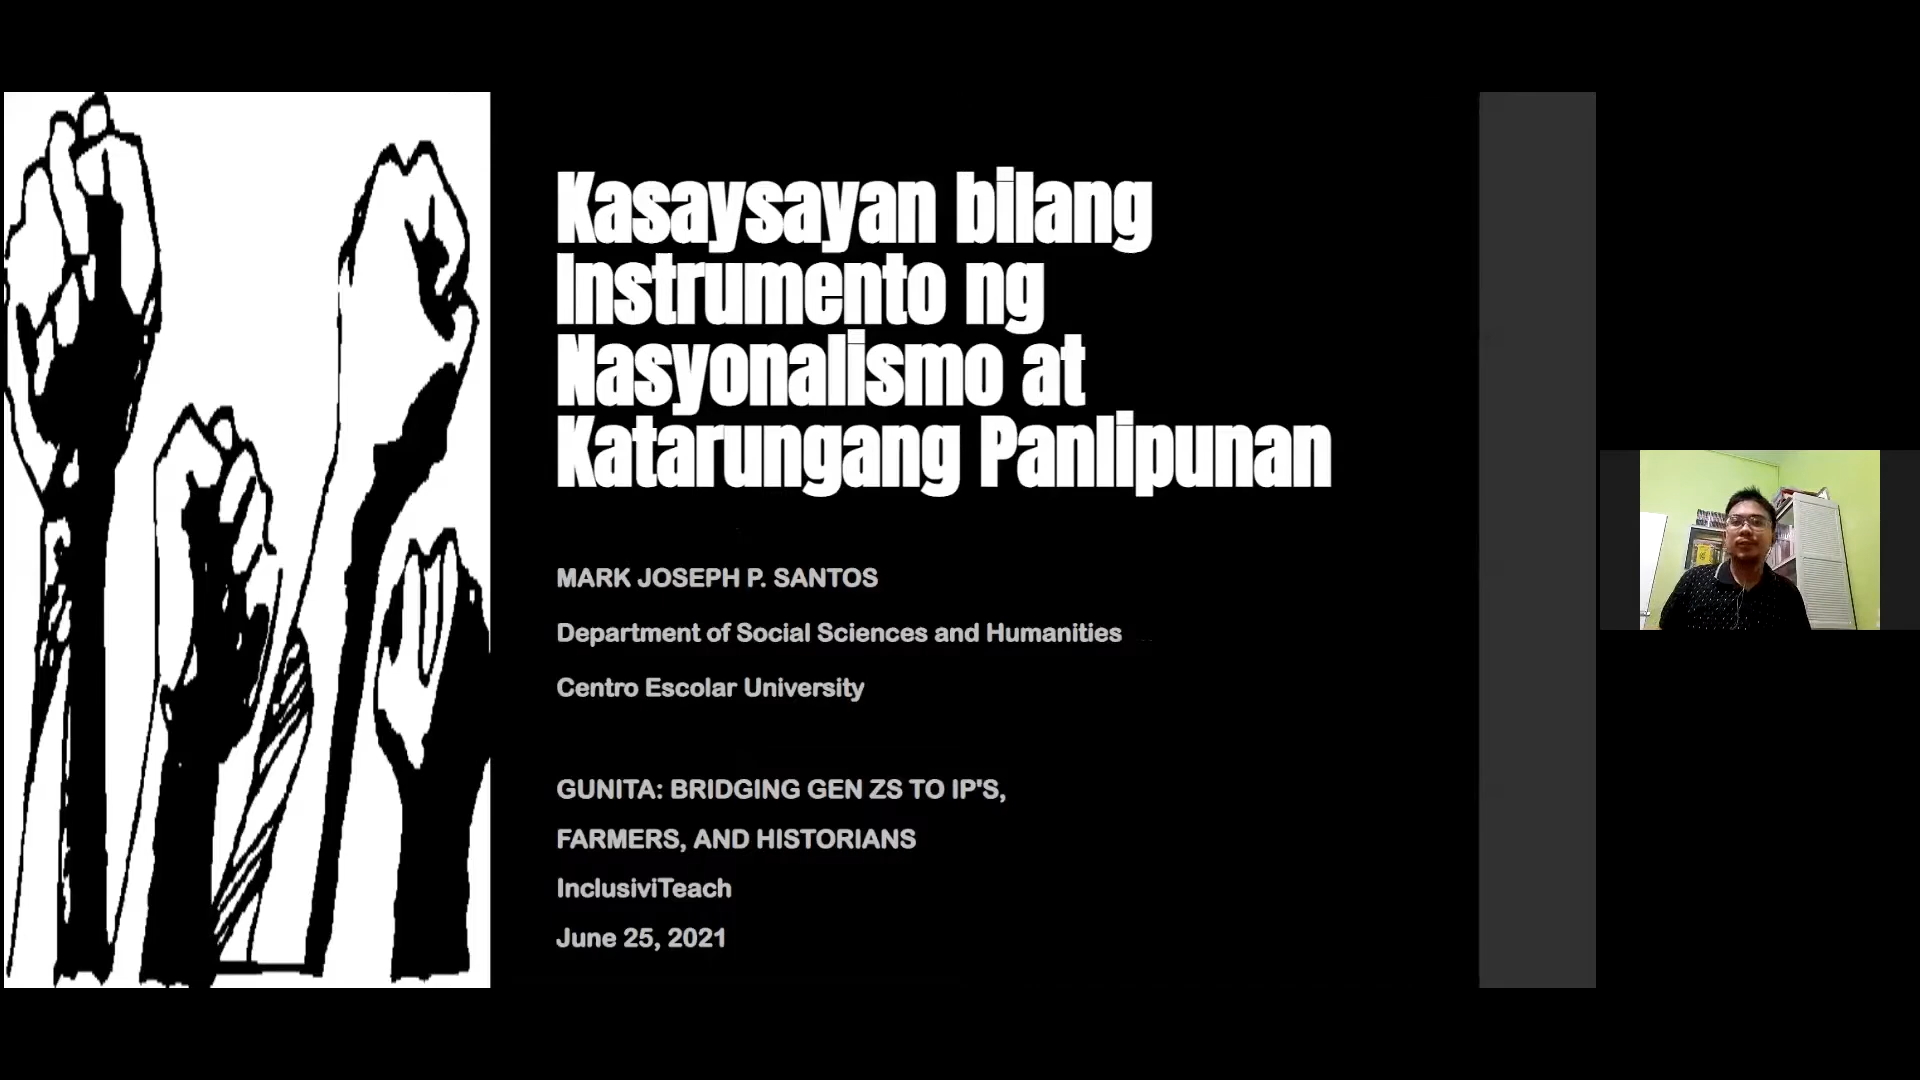 Kasaysayan bilang
Instrumento ng
Nasyonalismo at
Katarungang Panlipunan
MARK JOSEPH P. SANTOS
Department of Social Sciences and Humanities
Centro Escolar University
GUNITA: BRIDGING GEN ZS TO IP'S,
FARMERS, AND HISTORIANS
InclusiviTeach
June 25, 2021